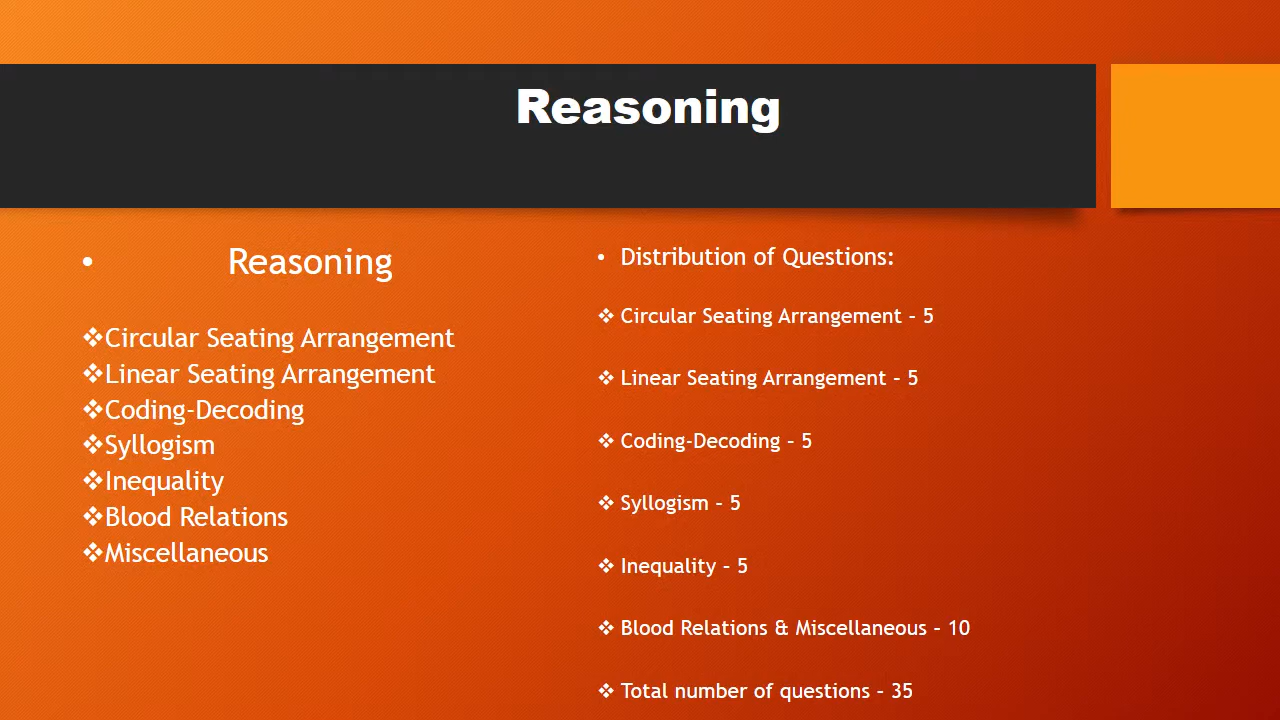 Reasoning
• Reasoning
❖Circular Seating Arrangement
❖Linear Seating Arrangement
❖Coding-Decoding
❖Syllogism
❖Inequality
❖Blood Relations
❖Miscellaneous
• Distribution of Questions:
❖ Circular Seating Arrangement – 5
❖ Linear Seating Arrangement – 5
❖ Coding-Decoding – 5
❖ Syllogism – 5
❖ Inequality – 5
❖ Blood Relations & Miscellaneous – 10
❖ Total number of questions – 35